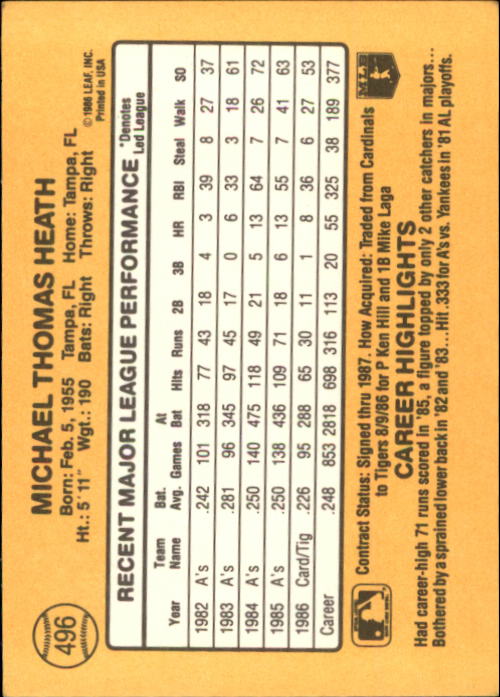 496
MICHAEL THOMAS HEATH
Born: Feb. 5, 1955 Tampa, FL Home: Tampa, FL
Ht.: 5'11" Wgt.: 190 Bats: Right Throws: Right
© 1986 LEAF, INC.
Printed in USA
RECENT MAJOR LEAGUE PERFORMANCE
*Denotes
Led League
Year Team Name Bat. Avg. Games At Bat Hits Runs 2B 3B HR RBI Steal Walk SO
1982 A's .242 101 318 77 43 18 4 3 39 8 27 37
1983 A's .281 96 345 97 45 17 0 6 33 3 18 61
1984 A's .250 140 475 118 49 21 5 13 64 7 26 72
1985 A's .250 138 436 109 71 18 6 13 55 7 41 63
1986 Card/Tig .226 95 288 65 30 11 1 8 36 6 27 53
Career .248 853 2818 698 316 113 20 55 325 38 189 377
Contract Status: Signed thru 1987. How Acquired: Traded from Cardinals
to Tigers 8/9/86 for P Ken Hill and 1B Mike Laga
MLB
CAREER HIGHLIGHTS
Had career-high 71 runs scored in '85, a figure topped by only 2 other catchers in majors...
Bothered by a sprained lower back in '82 and '83...Hit .333 for A's vs. Yankees in '81 AL playoffs.